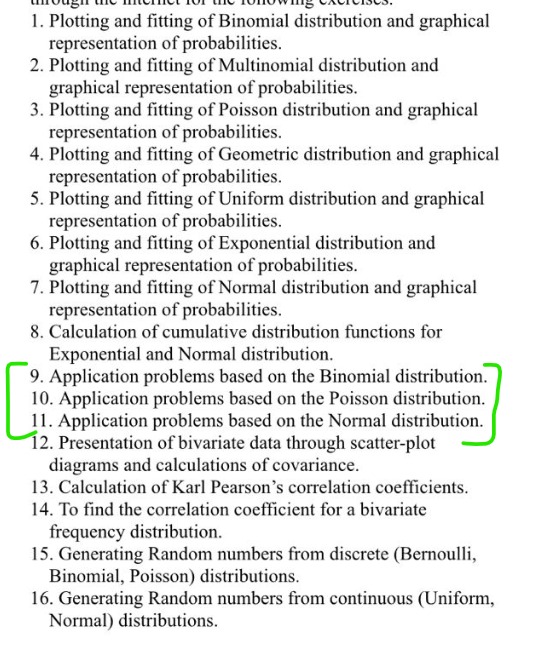 through the internet for the following exercises.
1. Plotting and fitting of Binomial distribution and graphical
representation of probabilities.
2. Plotting and fitting of Multinomial distribution and
graphical representation of probabilities.
3. Plotting and fitting of Poisson distribution and graphical
representation of probabilities.
4. Plotting and fitting of Geometric distribution and graphical
representation of probabilities.
5. Plotting and fitting of Uniform distribution and graphical
representation of probabilities.
6. Plotting and fitting of Exponential distribution and
graphical representation of probabilities.
7. Plotting and fitting of Normal distribution and graphical
representation of probabilities.
8. Calculation of cumulative distribution functions for
Exponential and Normal distribution.
9. Application problems based on the Binomial distribution.
10. Application problems based on the Poisson distribution.
11. Application problems based on the Normal distribution.
12. Presentation of bivariate data through scatter-plot
diagrams and calculations of covariance.
13. Calculation of Karl Pearson’s correlation coefficients.
14. To find the correlation coefficient for a bivariate
frequency distribution.
15. Generating Random numbers from discrete (Bernoulli,
Binomial, Poisson) distributions.
16. Generating Random numbers from continuous (Uniform,
Normal) distributions.